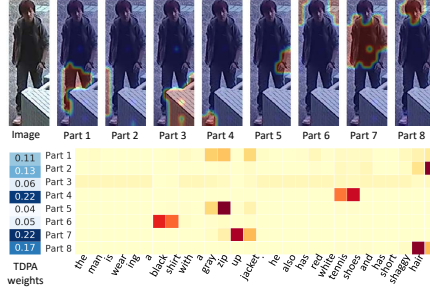 Image Part 1 Part 2 Part 3 Part 4 Part 5 Part 6 Part 7 Part 8
0.11 Part 1
0.13 Part 2
0.06 Part 3
0.22 Part 4
0.04 Part 5
0.05 Part 6
0.22 Part 7
0.17 Part 8
TDPA
weights
the man is wear ing a black shirt with a gray zip up jacket . he also has red white tennis shoes and has short shaggy hair